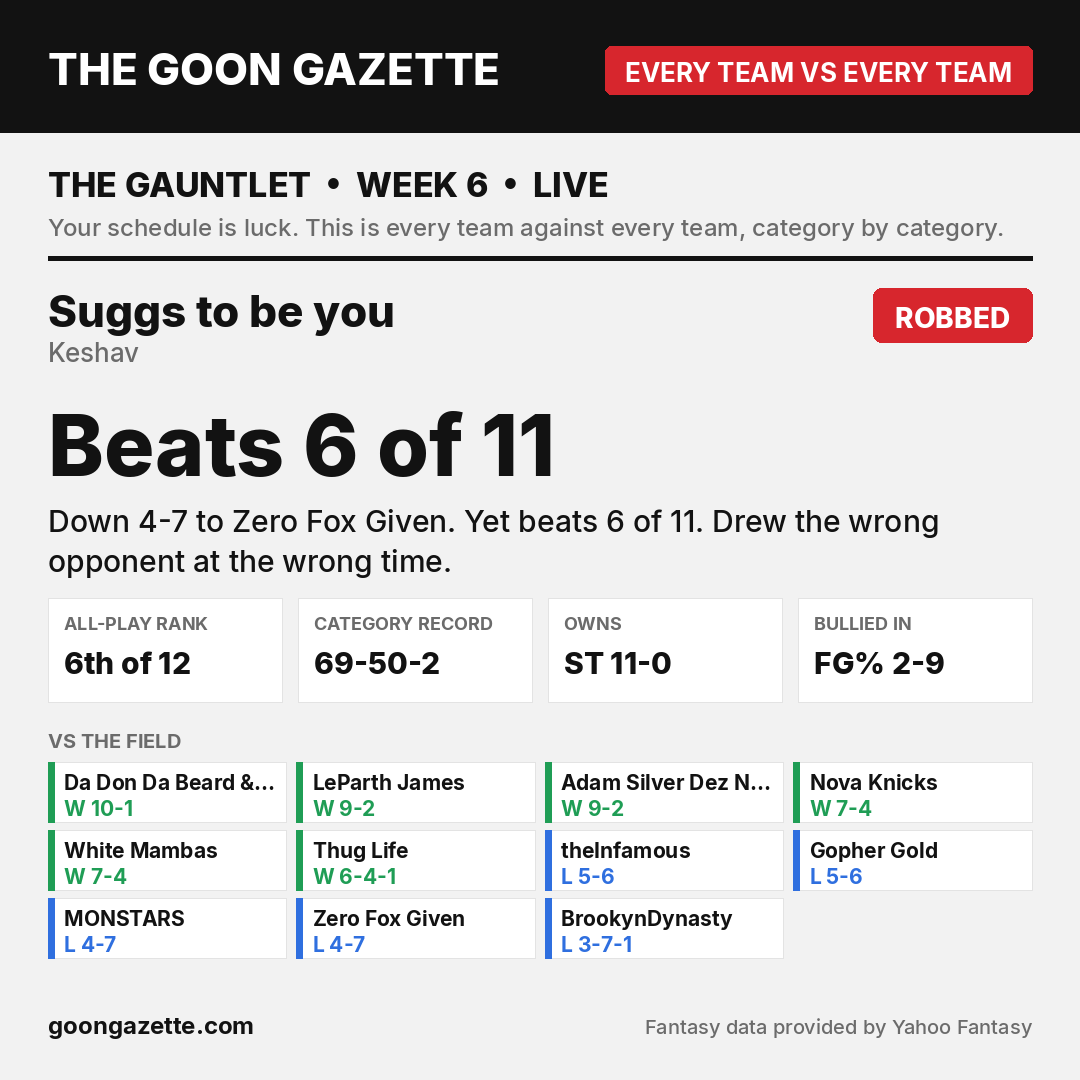 THE GOON GAZETTE
EVERY TEAM VS EVERY TEAM
THE GAUNTLET • WEEK 6 • LIVE
Your schedule is luck. This is every team against every team, category by category.
Suggs to be you
ROBBED
Keshav
Beats 6 of 11
Down 4-7 to Zero Fox Given. Yet beats 6 of 11. Drew the wrong
opponent at the wrong time.
ALL-PLAY RANK
6th of 12
CATEGORY RECORD
69-50-2
OWNS
ST 11-0
BULLIED IN
FG% 2-9
VS THE FIELD
Da Don Da Beard &...
W 10-1
LeParth James
W 9-2
Adam Silver Dez N...
W 9-2
Nova Knicks
W 7-4
White Mambas
W 7-4
Thug Life
W 6-4-1
theInfamous
L 5-6
Gopher Gold
L 5-6
MONSTARS
L 4-7
Zero Fox Given
L 4-7
BrookynDynasty
L 3-7-1
goongazette.com
Fantasy data provided by Yahoo Fantasy